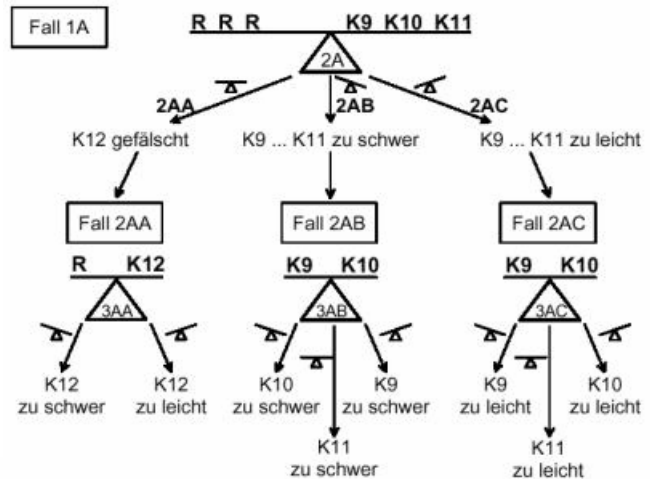 Fall 1A
R R R K9 K10 K11
2A
2AA 2AB 2AC
K12 gefälscht K9 ... K11 zu schwer K9 ... K11 zu leicht
Fall 2AA Fall 2AB Fall 2AC
R K12 K9 K10 K9 K10
3AA 3AB 3AC
K12 K12 K10 K9 K9 K10
zu schwer zu leicht zu schwer zu schwer zu leicht zu leicht
K11 K11
zu schwer zu leicht